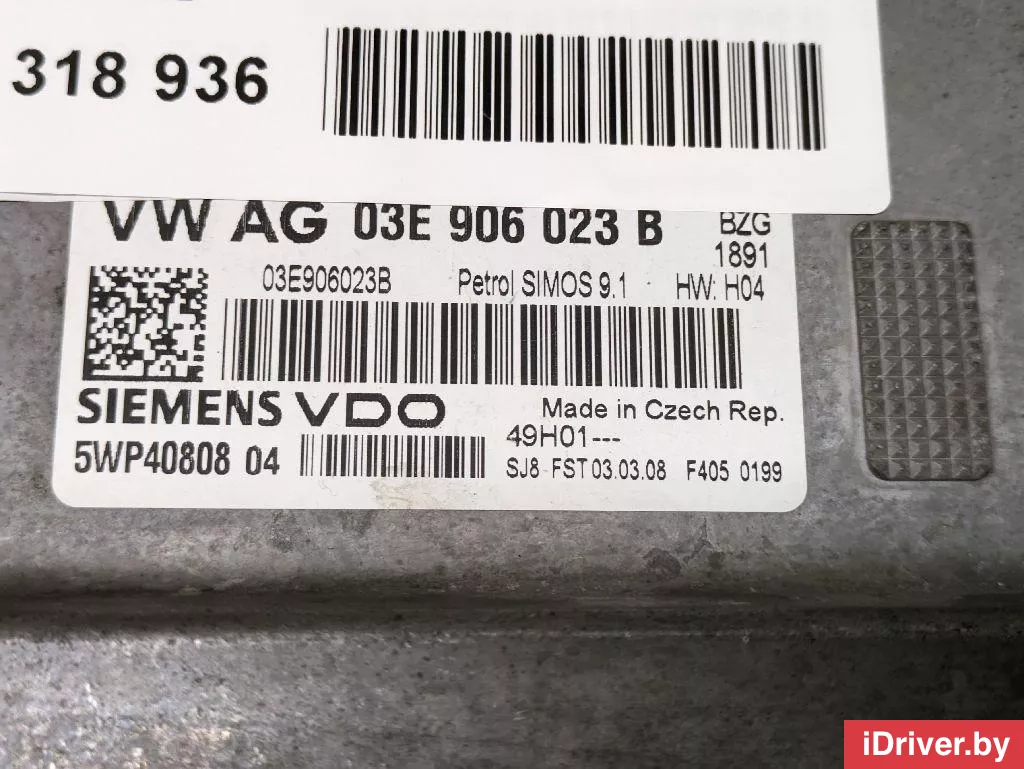 318 936
VW AG 03E 906 023 B BZG
1891
03E906023B Petrol SIMOS 9.1 HW: H04
SIEMENS VDO Made in Czech Rep.
49H01---
5WP40808 04 SJ8-FST 03.03.08 F405 0199
iDriver.by